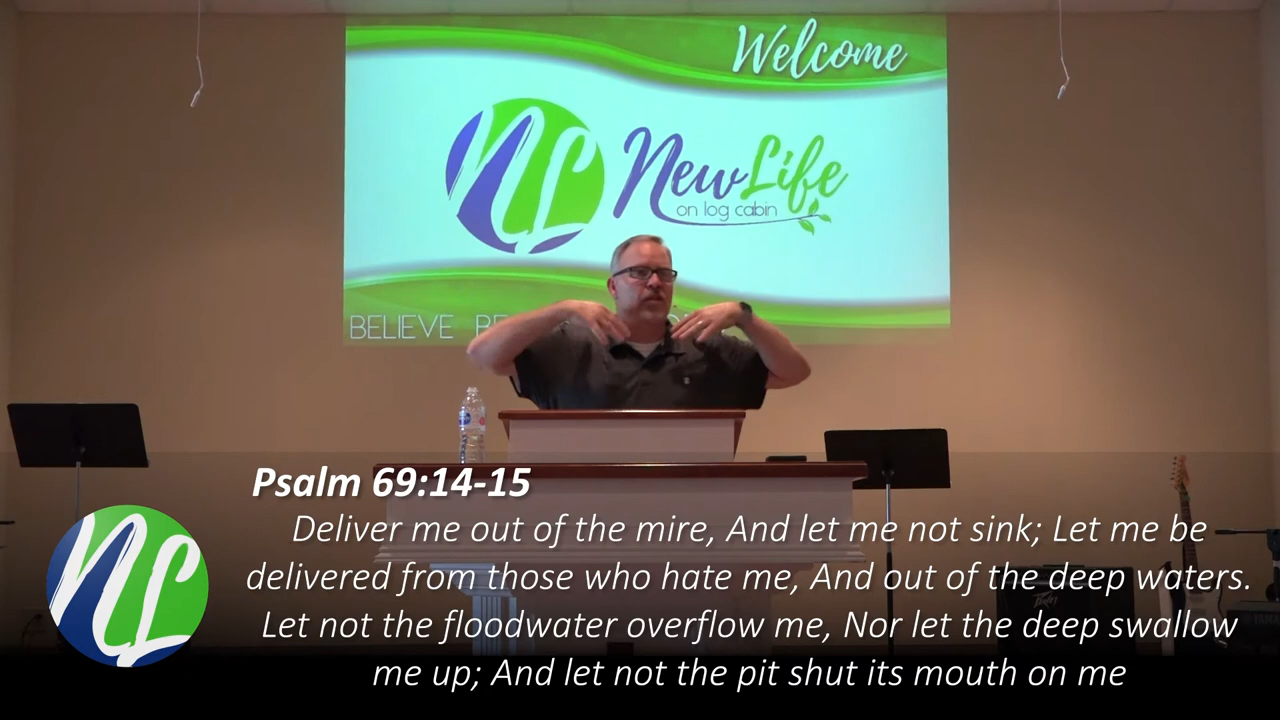 Welcome
NL
NewLife
on log cabin
BELIEVE
Psalm 69:14-15
Deliver me out of the mire, And let me not sink; Let me be
delivered from those who hate me, And out of the deep waters.
Let not the floodwater overflow me, Nor let the deep swallow
me up; And let not the pit shut its mouth on me
NL